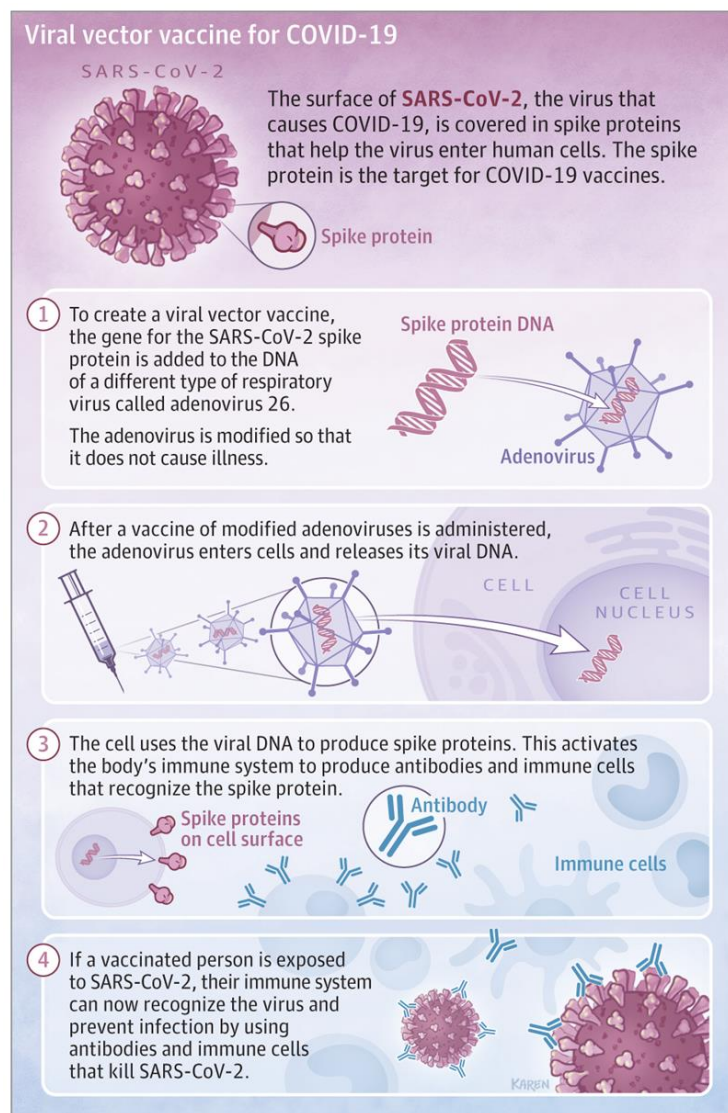 Viral vector vaccine for COVID-19
SARS-CoV-2
The surface of SARS-CoV-2, the virus that
causes COVID-19, is covered in spike proteins
that help the virus enter human cells. The spike
protein is the target for COVID-19 vaccines.
Spike protein
1
To create a viral vector vaccine,
the gene for the SARS-CoV-2 spike
protein is added to the DNA
of a different type of respiratory
virus called adenovirus 26.
The adenovirus is modified so that
it does not cause illness.
Spike protein DNA
Adenovirus
2
After a vaccine of modified adenoviruses is administered,
the adenovirus enters cells and releases its viral DNA.
CELL
CELL
NUCLEUS
3
The cell uses the viral DNA to produce spike proteins. This activates
the body's immune system to produce antibodies and immune cells
that recognize the spike protein.
Spike proteins
on cell surface
Antibody
Immune cells
4
If a vaccinated person is exposed
to SARS-CoV-2, their immune system
can now recognize the virus and
prevent infection by using
antibodies and immune cells
that kill SARS-CoV-2.
KAREN